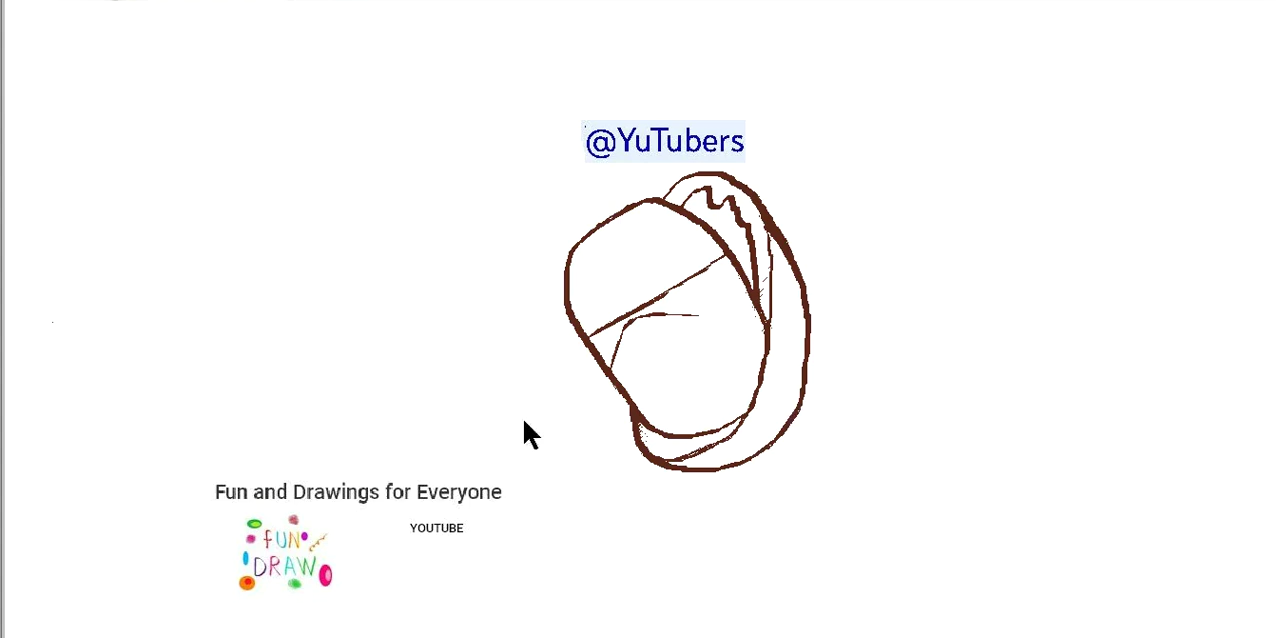 @YuTubers
Fun and Drawings for Everyone
YOUTUBE
FUN
DRAW